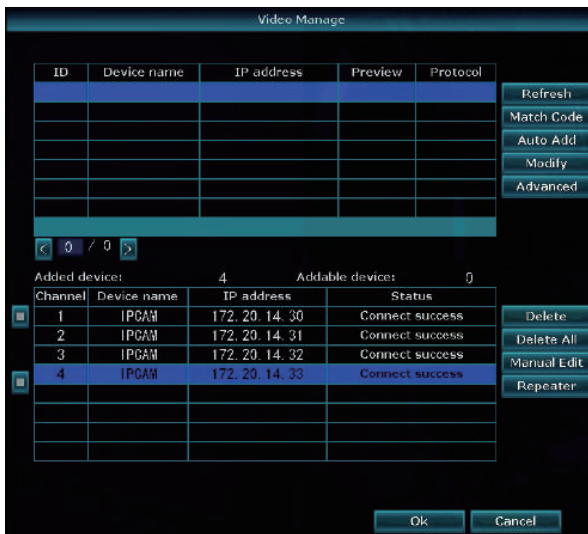 Video Manage
ID Device name IP address Preview Protocol
Refresh
Match Code
Auto Add
Modify
Advanced
< 0 / 0 >
Added device: 4 Addable device: 0
Channel Device name IP address Status
1 IPCAM 172. 20. 14. 30 Connect success
2 IPCAM 172. 20. 14. 31 Connect success
3 IPCAM 172. 20. 14. 32 Connect success
4 IPCAM 172. 20. 14. 33 Connect success
Delete
Delete All
Manual Edit
Repeater
Ok Cancel